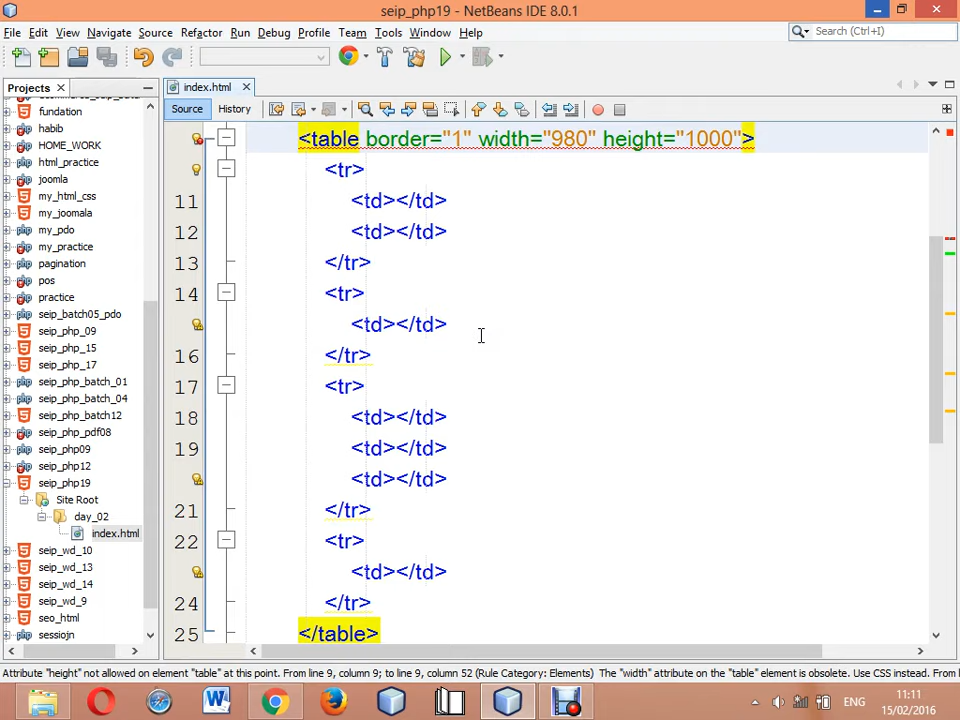 seip_php19 - NetBeans IDE 8.0.1
File Edit View Navigate Source Refactor Run Debug Profile Team Tools Window Help
Search (Ctrl+I)
Projects
index.html
Source History
fundation
habib
HOME_WORK
html_practice
joomla
my_html_css
my_joomala
my_pdo
my_practice
pagination
pos
practice
seip_batch05_pdo
seip_php_09
seip_php_15
seip_php_17
seip_php_batch_01
seip_php_batch_04
seip_php_batch12
seip_php_pdf08
seip_php09
seip_php12
seip_php19
Site Root
day_02
index.html
seip_wd_10
seip_wd_13
seip_wd_14
seip_wd_9
seo_html
sessiojn
<table border="1" width="980" height="1000">
<tr>
11 <td></td>
12 <td></td>
13 </tr>
14 <tr>
<td></td>
16 </tr>
17 <tr>
18 <td></td>
19 <td></td>
<td></td>
21 </tr>
22 <tr>
<td></td>
24 </tr>
25 </table>
Attribute "height" not allowed on element "table" at this point. From line 9, column 9; to line 9, column 52 (Rule Category: Elements) The "width" attribute on the "table" element is obsolete. Use CSS instead. From
ENG
11:11
15/02/2016